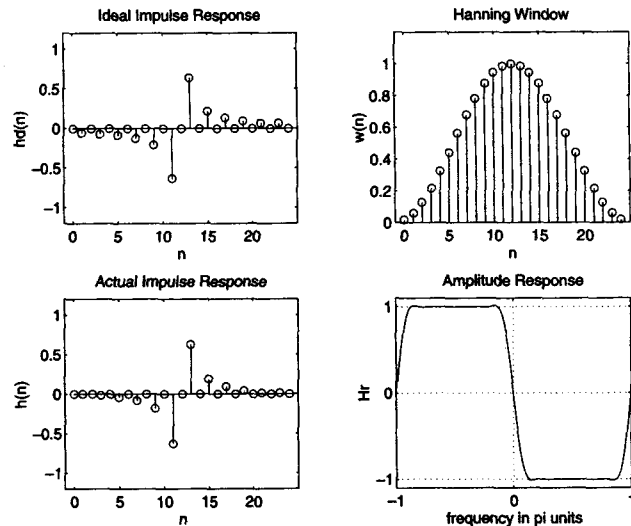 Ideal Impulse Response
1
0.5
0
-0.5
-1
hd(n)
0 5 10 15 20
n
Hanning Window
1
0.8
0.6
0.4
0.2
0
w(n)
0 5 10 15 20
n
Actual Impulse Response
1
0.5
0
-0.5
-1
h(n)
0 5 10 15 20
n
Amplitude Response
1
0
-1
Hr
-1 0 1
frequency in pi units